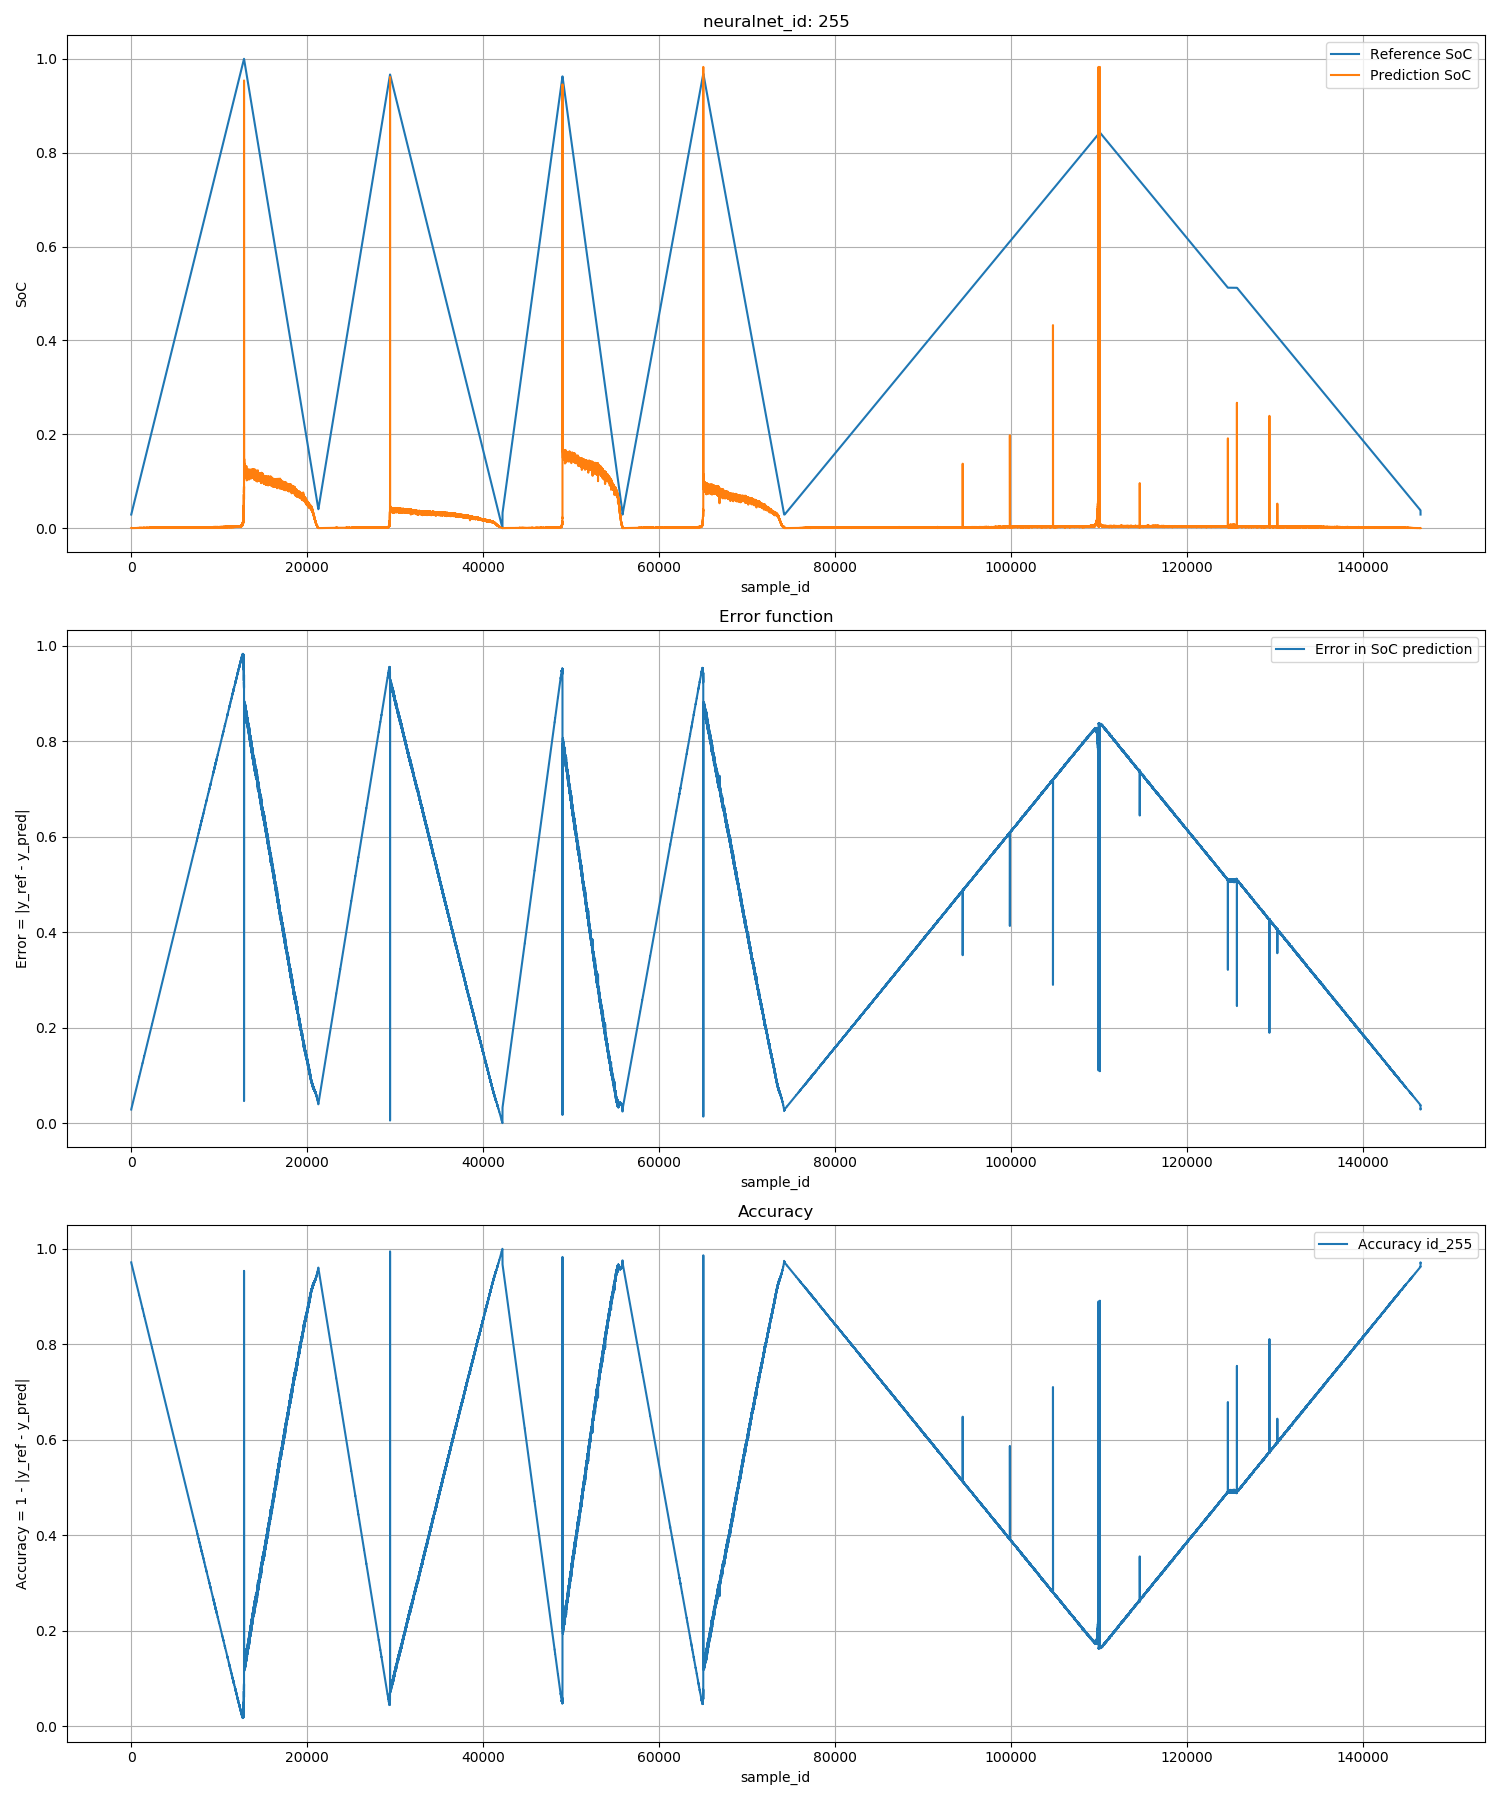 neuralnet_id: 255
Reference SoC
Prediction SoC
SoC
1.0
0.8
0.6
0.4
0.2
0.0
0 20000 40000 60000 80000 100000 120000 140000
sample_id
Error function
Error in SoC prediction
Error = |y_ref - y_pred|
1.0
0.8
0.6
0.4
0.2
0.0
0 20000 40000 60000 80000 100000 120000 140000
sample_id
Accuracy
Accuracy id_255
Accuracy = 1 - |y_ref - y_pred|
1.0
0.8
0.6
0.4
0.2
0.0
0 20000 40000 60000 80000 100000 120000 140000
sample_id